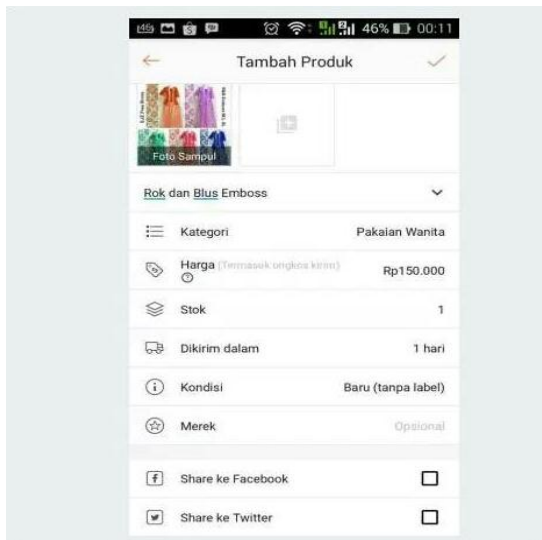 46% 00:11
Tambah Produk
Foto Sampul
Rok dan Blus Emboss
Kategori Pakaian Wanita
Harga (Termasuk ongkos kirim) Rp150.000
Stok 1
Dikirim dalam 1 hari
Kondisi Baru (tanpa label)
Merek Opsional
Share ke Facebook
Share ke Twitter